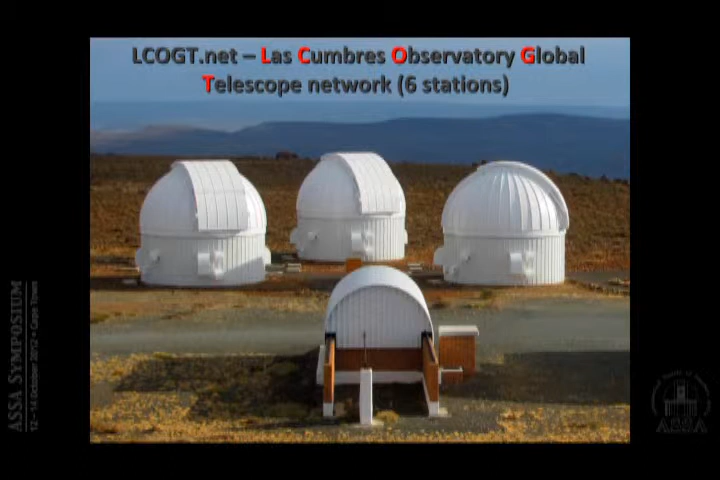 LCOGT.net – Las Cumbres Observatory Global
Telescope network (6 stations)
ASSA SYMPOSIUM
12 – 14 October 2012 • Cape Town
ASSA